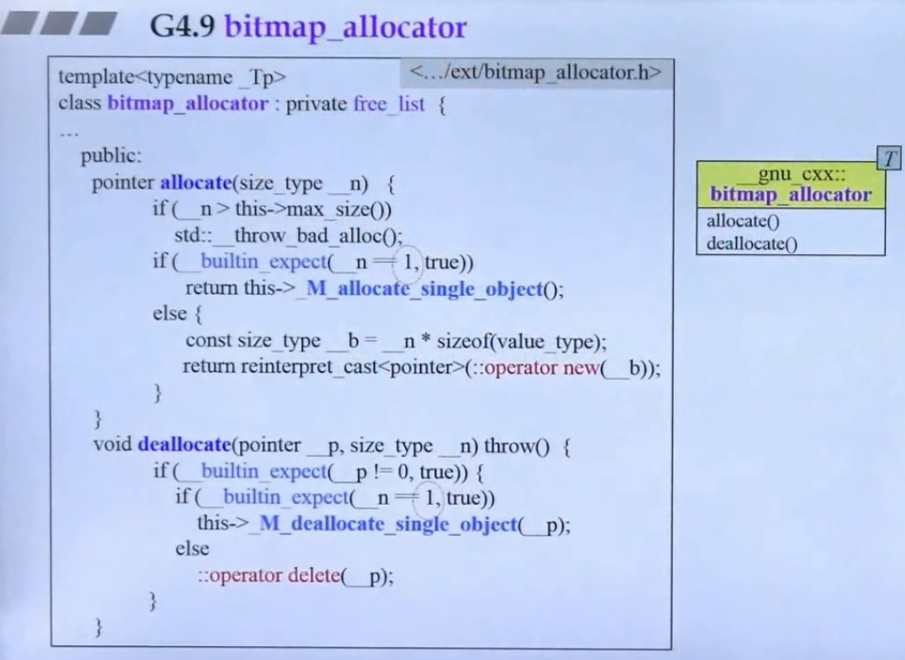 G4.9 bitmap_allocator
<.../ext/bitmap_allocator.h>
template<typename _Tp>
class bitmap_allocator : private free_list {
...
public:
pointer allocate(size_type __n) {
if (__n > this->max_size())
std::__throw_bad_alloc();
if (__builtin_expect(__n == 1, true))
return this->_M_allocate_single_object();
else {
const size_type __b = __n * sizeof(value_type);
return reinterpret_cast<pointer>(::operator new(__b));
}
}
void deallocate(pointer __p, size_type __n) throw() {
if (__builtin_expect(__p != 0, true)) {
if (__builtin_expect(__n == 1, true))
this->_M_deallocate_single_object(__p);
else
::operator delete(__p);
}
}
T
__gnu_cxx::
bitmap_allocator
allocate()
deallocate()